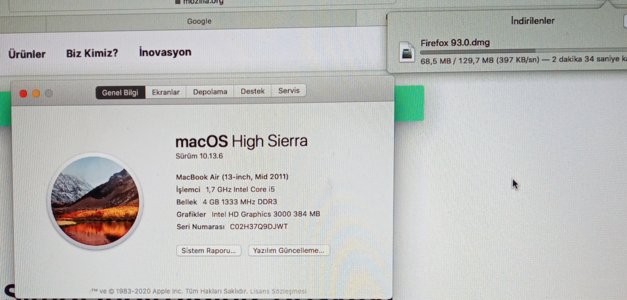 mozilla.org
Google
İndirilenler
Firefox 93.0.dmg
68,5 MB / 129,7 MB (397 KB/sn) — 2 dakika 34 saniye
Ürünler Biz Kimiz? İnovasyon
Genel Bilgi Ekranlar Depolama Destek Servis
macOS High Sierra
Sürüm 10.13.6
MacBook Air (13-inch, Mid 2011)
İşlemci 1,7 GHz Intel Core i5
Bellek 4 GB 1333 MHz DDR3
Grafikler Intel HD Graphics 3000 384 MB
Seri Numarası C02H37Q9DJWT
Sistem Raporu... Yazılım Güncelleme...
™ ve © 1983-2020 Apple Inc. Tüm Hakları Saklıdır. Lisans Sözleşmesi